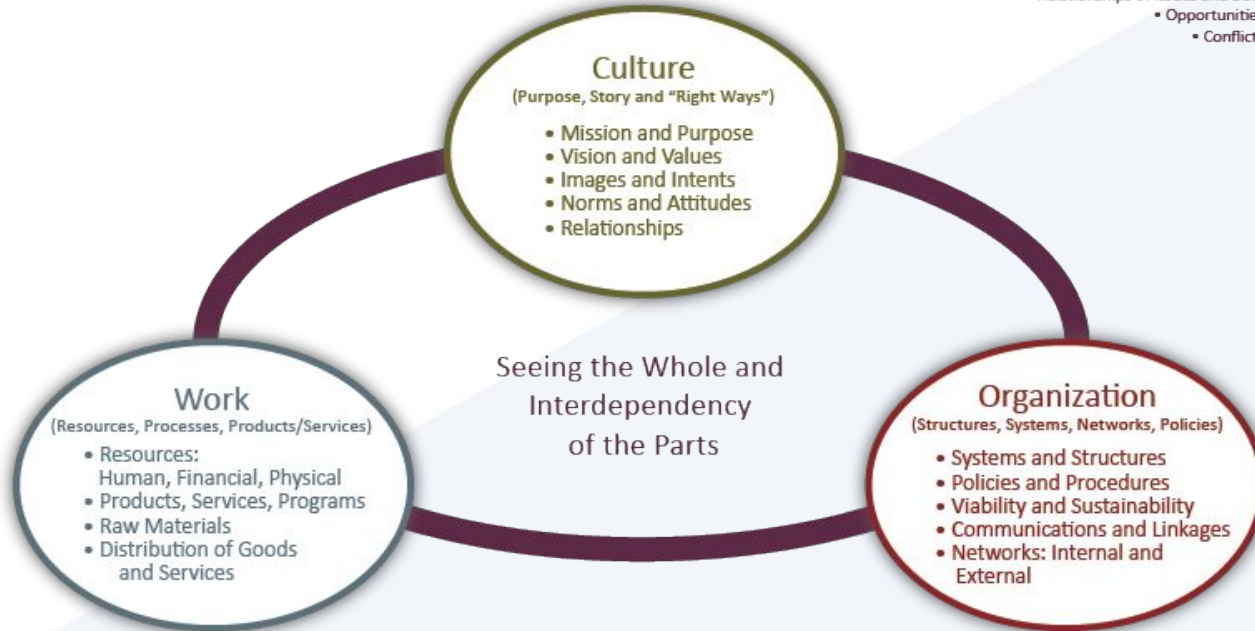 • Opportunitie
• Conflict
Culture
(Purpose, Story and "Right Ways")
• Mission and Purpose
• Vision and Values
• Images and Intents
• Norms and Attitudes
• Relationships
Seeing the Whole and
Interdependency
of the Parts
Work
(Resources, Processes, Products/Services)
• Resources:
Human, Financial, Physical
• Products, Services, Programs
• Raw Materials
• Distribution of Goods
and Services
Organization
(Structures, Systems, Networks, Policies)
• Systems and Structures
• Policies and Procedures
• Viability and Sustainability
• Communications and Linkages
• Networks: Internal and
External